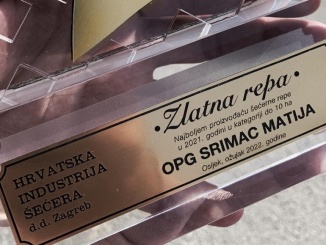 Zlatna repa
Najboljem proizvođaču šećerne repe
u 2021. godini u kategoriji do 10 ha
OPG SRIMAC MATIJA
Osijek, ožujak 2022. godine
HRVATSKA
INDUSTRIJA
ŠEĆERA
d.d. Zagreb